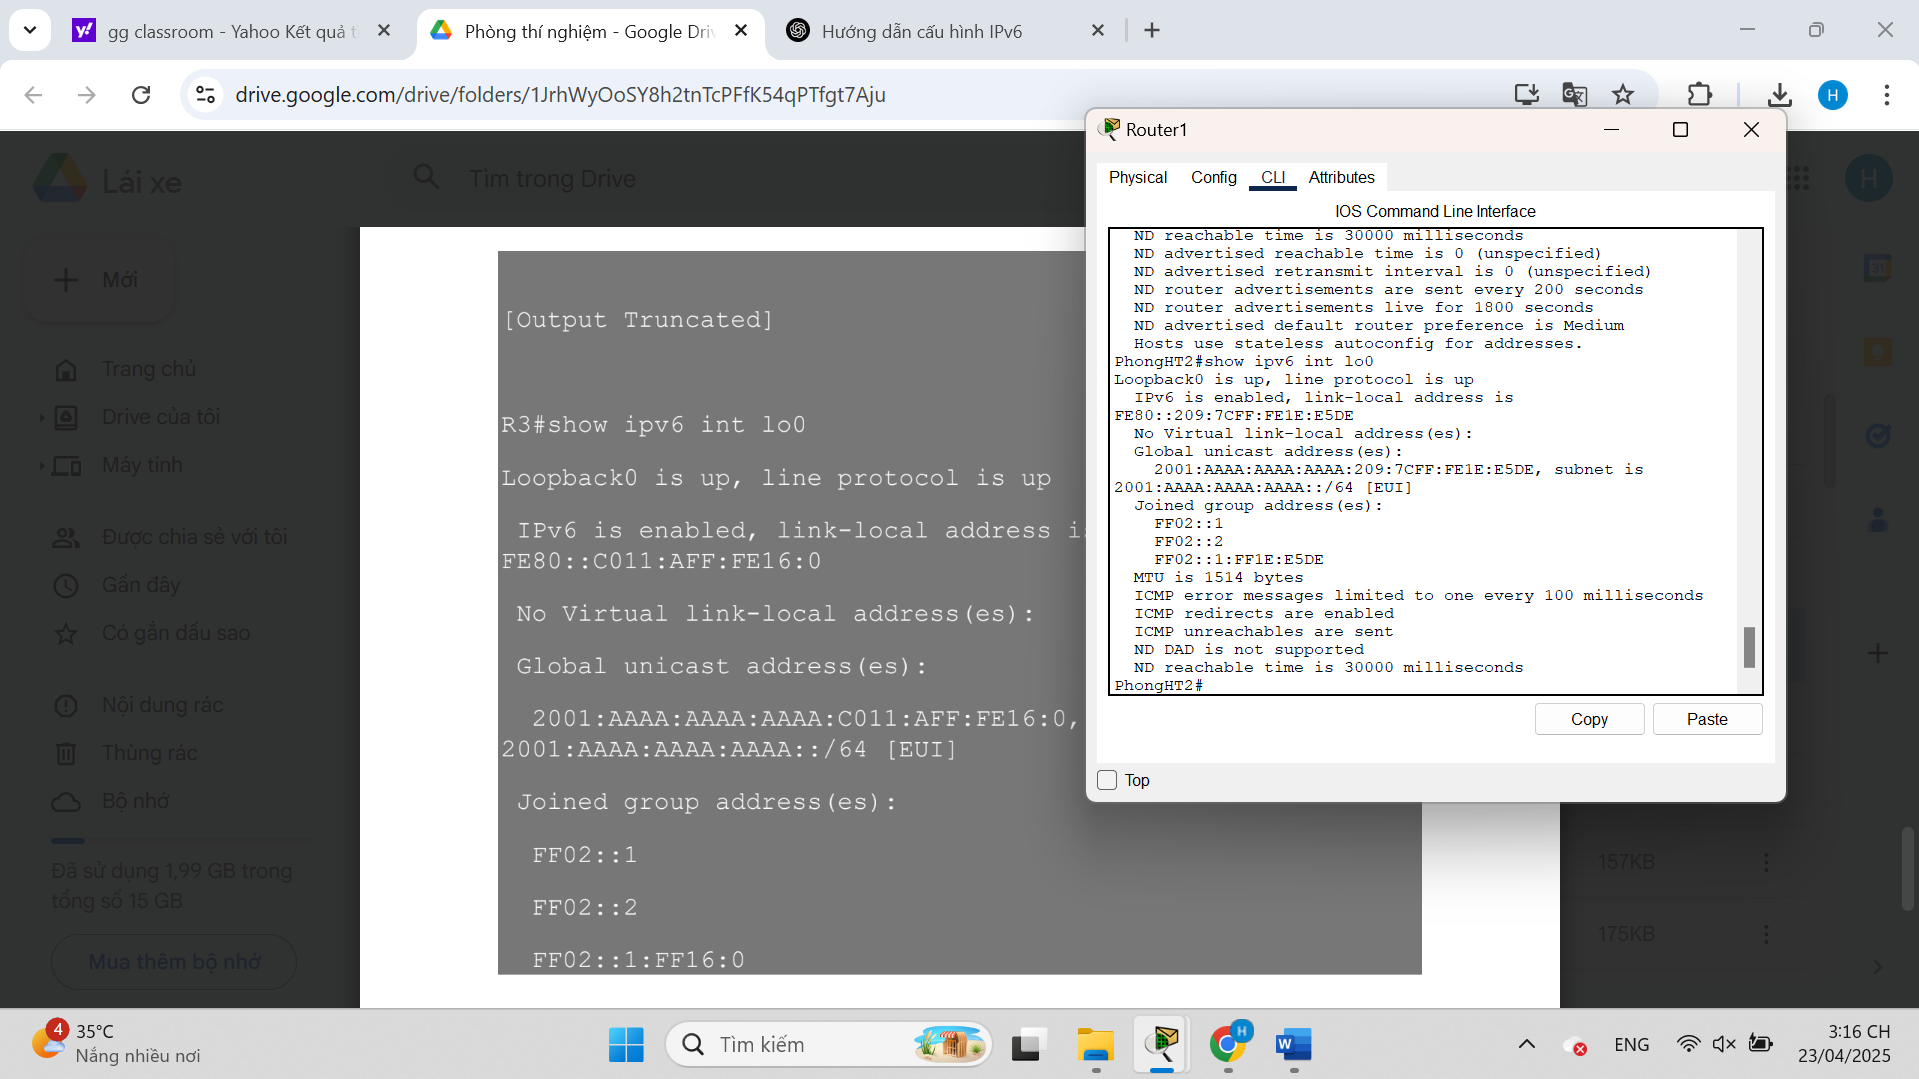 gg classroom - Yahoo Kết quả t
Phòng thí nghiệm - Google Driv
Hướng dẫn cấu hình IPv6
drive.google.com/drive/folders/1JrhWyOoSY8h2tnTcPFfK54qPTfgt7Aju
H
Lái xe
Tìm trong Drive
H
Mới
Trang chủ
Drive của tôi
Máy tính
Được chia sẻ với tôi
Gần đây
Có gắn dấu sao
Nội dung rác
Thùng rác
Bộ nhớ
Đã sử dụng 1,99 GB trong
tổng số 15 GB
Mua thêm bộ nhớ
[Output Truncated]
R3#show ipv6 int lo0
Loopback0 is up, line protocol is up
IPv6 is enabled, link-local address is
FE80::C011:AFF:FE16:0
No Virtual link-local address(es):
Global unicast address(es):
2001:AAAA:AAAA:AAAA:C011:AFF:FE16:0,
2001:AAAA:AAAA:AAAA::/64 [EUI]
Joined group address(es):
FF02::1
FF02::2
FF02::1:FF16:0
Router1
Physical Config CLI Attributes
IOS Command Line Interface
ND reachable time is 30000 milliseconds
ND advertised reachable time is 0 (unspecified)
ND advertised retransmit interval is 0 (unspecified)
ND router advertisements are sent every 200 seconds
ND router advertisements live for 1800 seconds
ND advertised default router preference is Medium
Hosts use stateless autoconfig for addresses.
PhongHT2#show ipv6 int lo0
Loopback0 is up, line protocol is up
IPv6 is enabled, link-local address is
FE80::209:7CFF:FE1E:E5DE
No Virtual link-local address(es):
Global unicast address(es):
2001:AAAA:AAAA:AAAA:209:7CFF:FE1E:E5DE, subnet is
2001:AAAA:AAAA:AAAA::/64 [EUI]
Joined group address(es):
FF02::1
FF02::2
FF02::1:FF1E:E5DE
MTU is 1514 bytes
ICMP error messages limited to one every 100 milliseconds
ICMP redirects are enabled
ICMP unreachables are sent
ND DAD is not supported
ND reachable time is 30000 milliseconds
PhongHT2#
Copy Paste
Top
157KB
175KB
4
35°C
Nắng nhiều nơi
Tìm kiếm
H
W
ENG
3:16 CH
23/04/2025